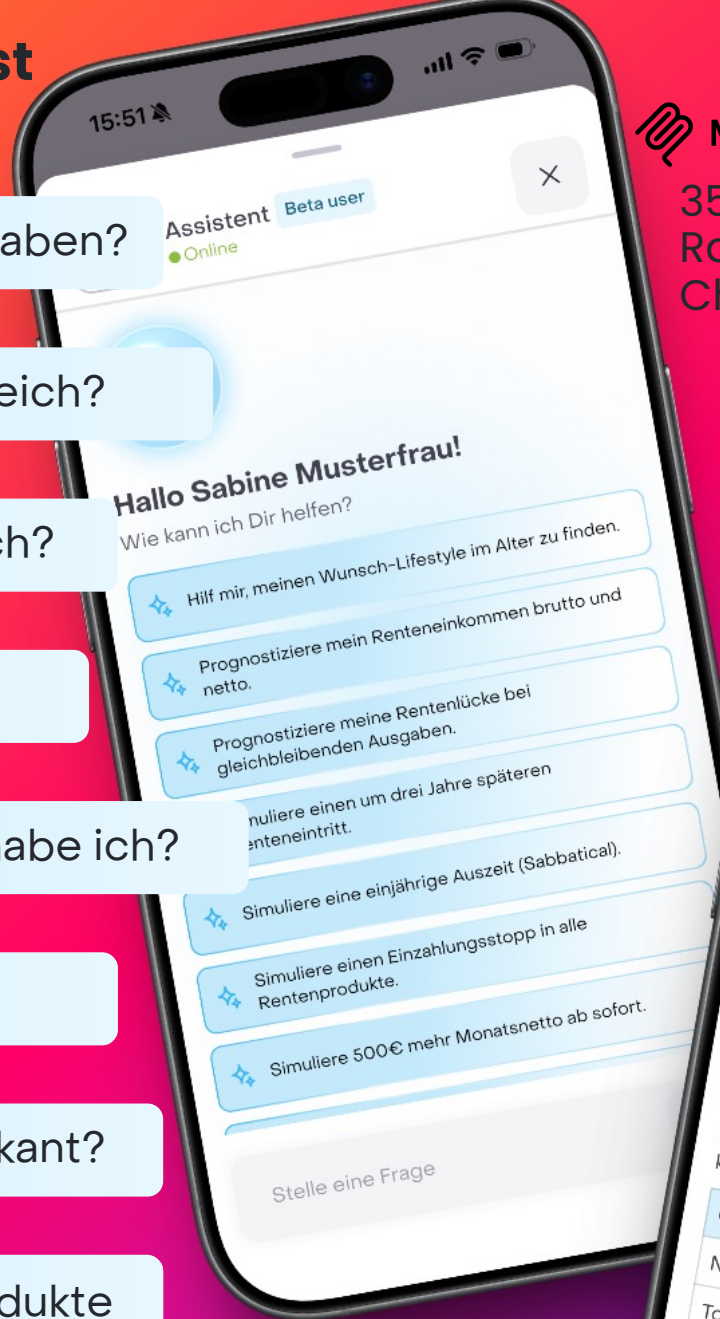 st
15:51
Assistent
Beta user
Online
aben?
35
eich?
Hallo Sabine Musterfrau!
Wie kann ich Dir helfen?
ch?
Hilf mir, meinen Wunsch-Lifestyle im Alter zu finden.
Prognostiziere mein Renteneinkommen brutto und
netto.
Prognostiziere meine Rentenlücke bei
gleichbleibenden Ausgaben.
nuliere einen um drei Jahre späteren
enteneintritt.
abe ich?
Simuliere eine einjährige Auszeit (Sabbatical).
Simuliere einen Einzahlungsstopp in alle
Rentenprodukte.
Simuliere 500€ mehr Monatsnetto ab sofort.
kant?
Stelle eine Frage
dukte